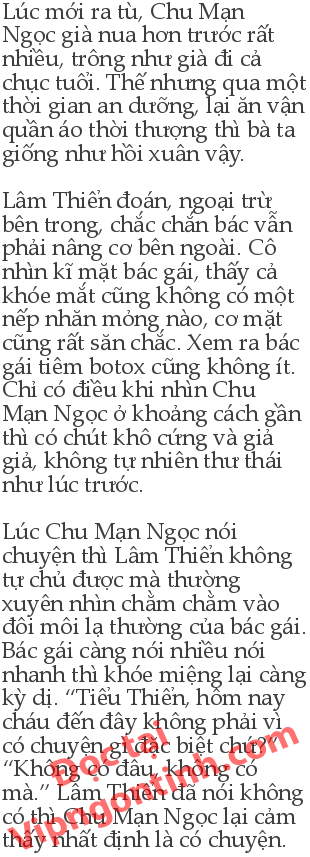 Lúc mới ra tù, Chu Mạn
Ngọc già nua hơn trước rất
nhiều, trông như già đi cả
chục tuổi. Thế nhưng qua một
thời gian an dưỡng, lại ăn vận
quần áo thời thượng thì bà ta
giống như hồi xuân vậy.

Lâm Thiển đoán, ngoại trừ
bên trong, chắc chắn bác vẫn
phải nâng cơ bên ngoài. Cô
nhìn kĩ mặt bác gái, thấy cả
khóe mắt cũng không có một
nếp nhăn mỏng nào, cơ mặt
cũng rất săn chắc. Xem ra bác
gái tiêm botox cũng không ít.
Chỉ có điều khi nhìn Chu
Mạn Ngọc ở khoảng cách gần
thì có chút khô cứng và giả
giả, không tự nhiên thư thái
như lúc trước.

Lúc Chu Mạn Ngọc nói
chuyện thì Lâm Thiển không
tự chủ được mà thường
xuyên nhìn chằm chằm vào
đôi môi lạ thường của bác gái.
Bác gái càng nói nhiều nói
nhanh thì khóe miệng lại càng
kỳ dị. “Tiểu Thiển, hôm nay
cháu đến đây không phải vì
có chuyện gì đặc biệt chứ?”
“Không có đâu, không có
mà.” Lâm Thiển đã nói không
có thì Chu Mạn Ngọc lại cảm
thấy nhất định là có chuyện.
Đọc tại
Vipngontinh.com